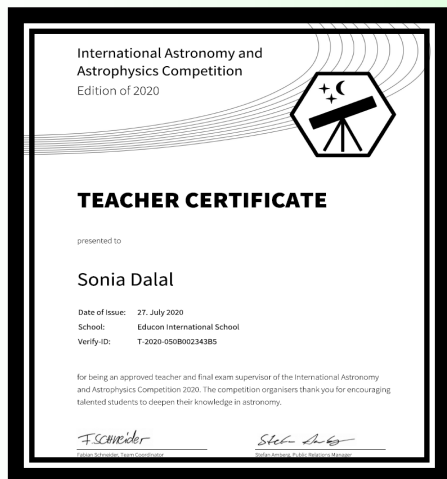 International Astronomy and
Astrophysics Competition
Edition of 2020
TEACHER CERTIFICATE
presented to
Sonia Dalal
Date of Issue: 27. July 2020
School: Educon International School
Verify-ID: T-2020-050B002343B5
for being an approved teacher and final exam supervisor of the International Astronomy
and Astrophysics Competition 2020. The competition organisers thank you for encouraging
talented students to deepen their knowledge in astronomy.
F SCHNEIDER
Fabian Schneider, Team Coordinator
Stefan Amberg, Public Relations Manager